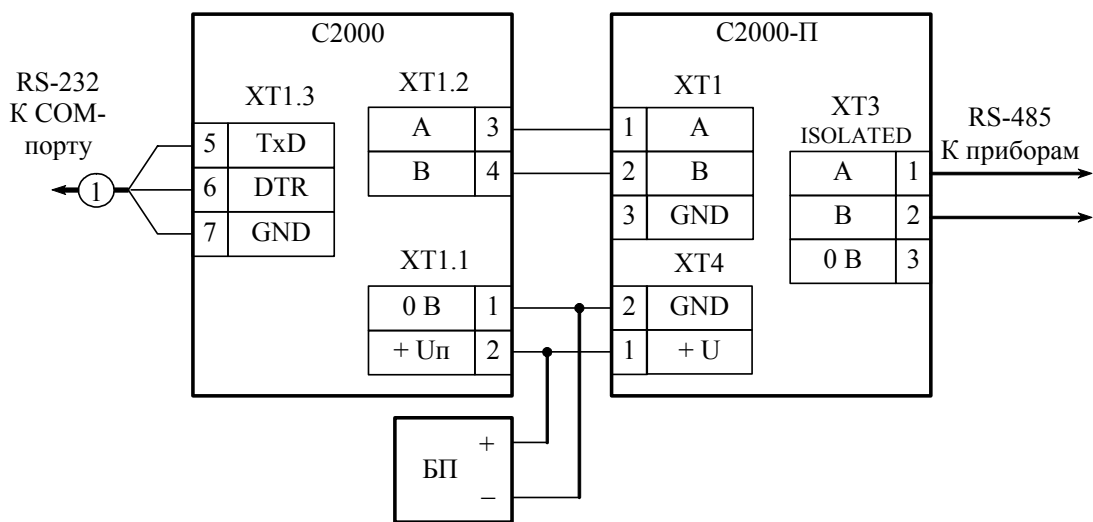 С2000
С2000-П
RS-232
К COM-
порту
XT1.3
5 TxD
6 DTR
7 GND
1
XT1.2
A 3
B 4
XT1.1
0 В 1
+ Uп 2
XT1
1 A
2 B
3 GND
XT4
2 GND
1 + U
XT3
ISOLATED
A 1
B 2
0 В 3
RS-485
К приборам
БП
+
–